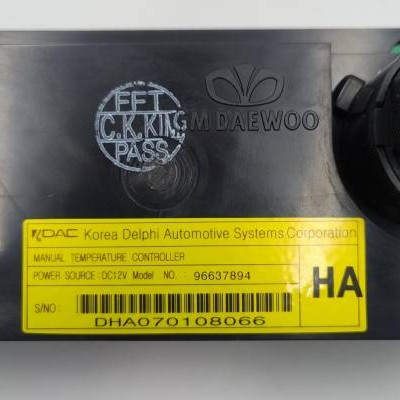 FFT
C.K.KING
PASS
GM DAEWOO
KDAC Korea Delphi Automotive Systems Corporation
MANUAL TEMPERATURE CONTROLLER
POWER SOURCE : DC12V Model NO. : 96637894
HA
S/NO :
DHA070108066